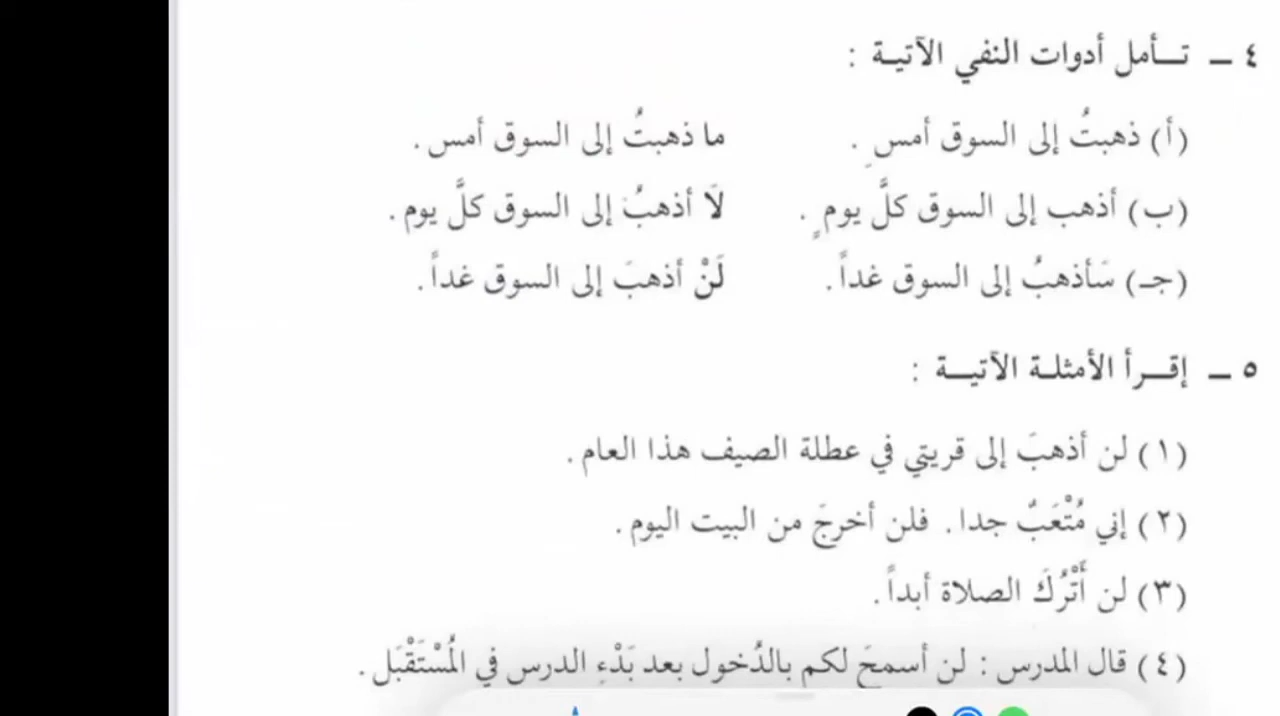 ٤ ــ تــأمل أدوات النفي الآتيـة :
(أ) ذهبتُ إلى السوق أمسِ . ما ذهبتُ إلى السوق أمس .
(ب) أذهب إلى السوق كلَّ يومٍ . لَا أذهبُ إلى السوق كلَّ يوم .
(جـ) سَأذهبُ إلى السوق غداً . لَنْ أذهبَ إلى السوق غداً .
٥ ــ إقــرأ الأمثلـة الآتيــة :
(١) لن أذهبَ إلى قريتي في عطلة الصيف هذا العام .
(٢) إني مُتْعَبٌ جدا . فلن أخرجَ من البيت اليوم .
(٣) لن أَتْرُكَ الصلاة أبداً .
(٤) قال المدرس : لن أسمحَ لكم بالدُخول بعد بَدْءِ الدرس في المُسْتَقْبَل .